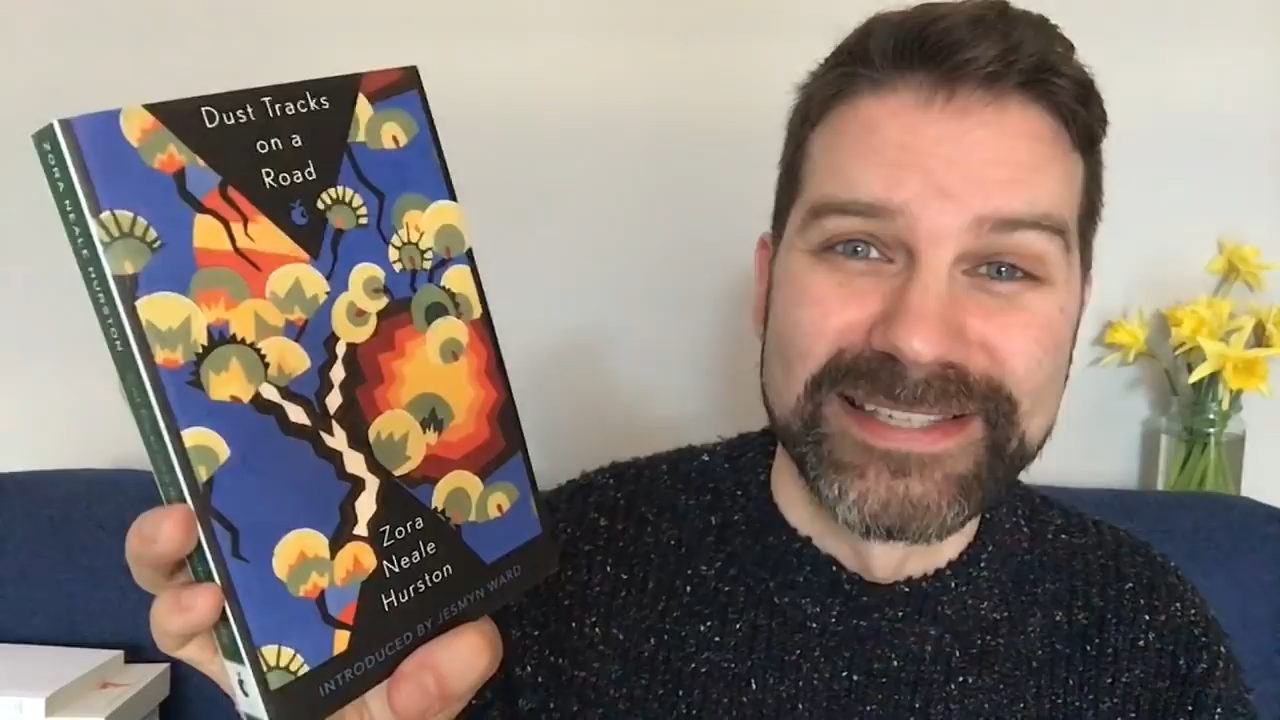 Dust Tracks
on a
Road
Zora
Neale
Hurston
INTRODUCED BY JESMYN WARD
ZORA NEALE HURSTON